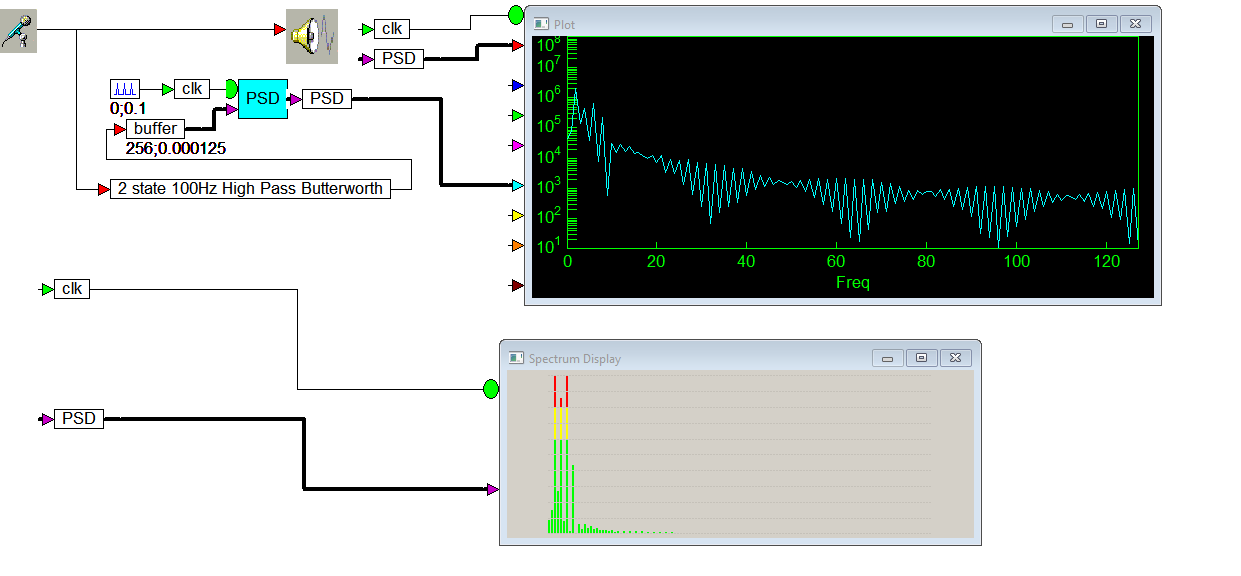 clk
PSD
clk
0;0.1
PSD
PSD
buffer
256;0.000125
2 state 100Hz High Pass Butterworth
Plot
10^8
10^7
10^6
10^5
10^4
10^3
10^2
10^1
0 20 40 60 80 100 120
Freq
clk
PSD
Spectrum Display